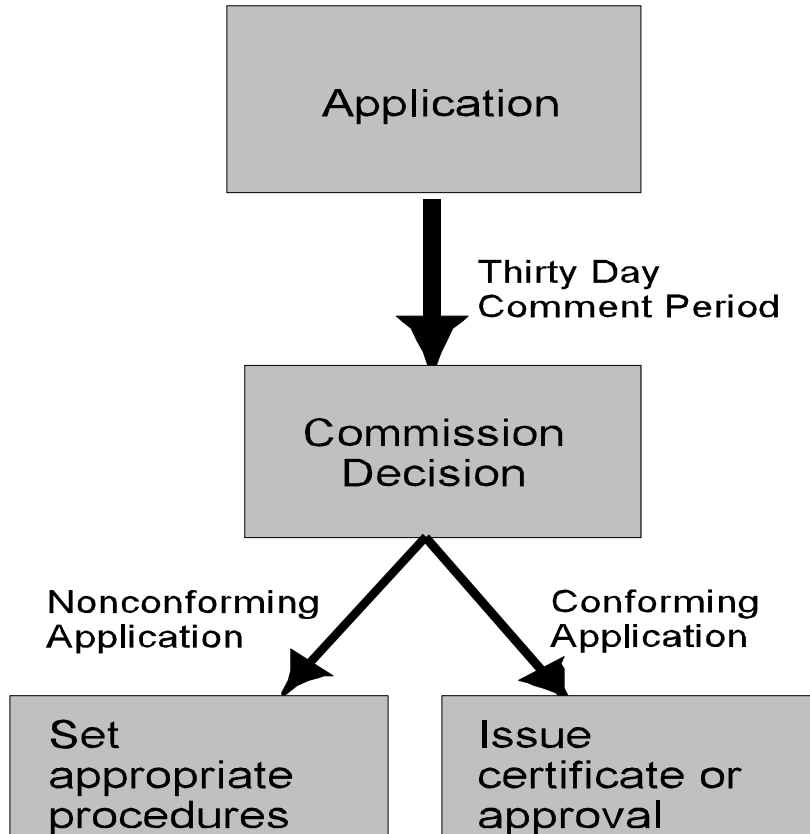 Application
Thirty Day
Comment Period
Commission
Decision
Nonconforming
Application
Conforming
Application
Set
appropriate
procedures
Issue
certificate or
approval